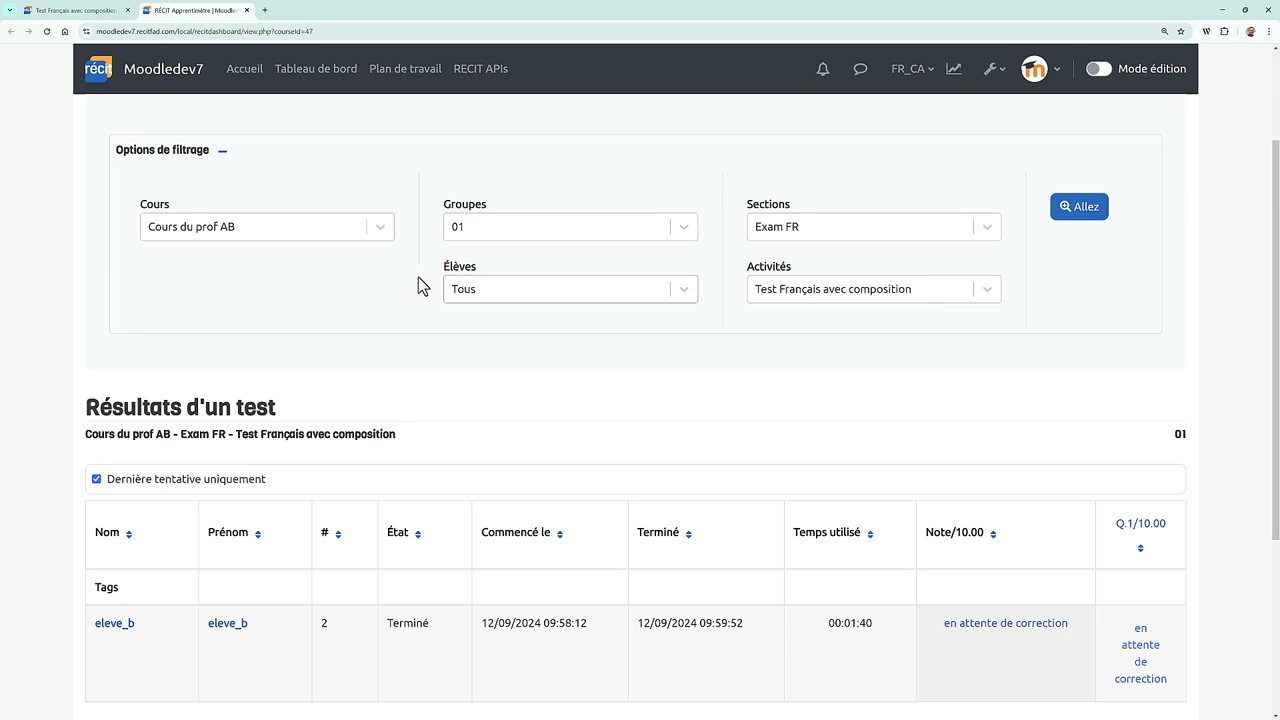 Test Français avec composition
RÉCIT Apprentimètre | Moodledev
moodledev7.recitfad.com/local/recitdashboard/view.php?courseId=47
récit Moodledev7 Accueil Tableau de bord Plan de travail RECIT APIs FR_CA Mode édition
Options de filtrage
Cours Groupes Sections Allez
Cours du prof AB 01 Exam FR
Élèves Activités
Tous Test Français avec composition
Résultats d'un test
Cours du prof AB - Exam FR - Test Français avec composition 01
Dernière tentative uniquement
Nom Prénom # État Commencé le Terminé Temps utilisé Note/10.00 Q.1/10.00
Tags
eleve_b eleve_b 2 Terminé 12/09/2024 09:58:12 12/09/2024 09:59:52 00:01:40 en attente de correction en
attente
de
correction